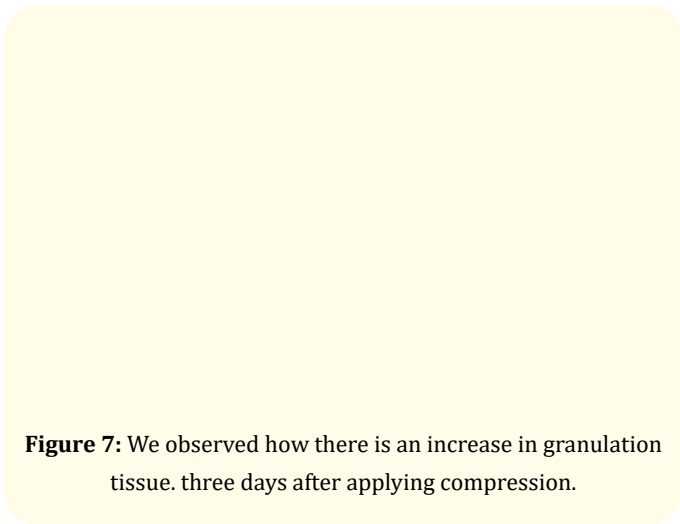 Figure 7: We observed how there is an increase in granulation
tissue. three days after applying compression.